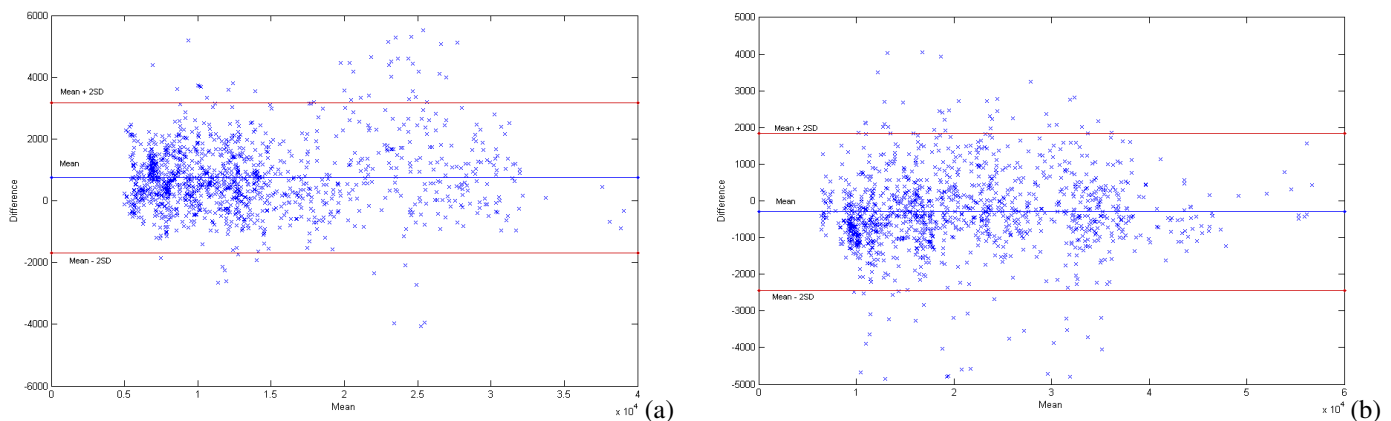 6000
4000
2000
0
-2000
-4000
-6000
Difference
Mean + 2SD
Mean
Mean - 2SD
0 0.5 1 1.5 2 2.5 3 3.5 4
Mean
x 10^4
(a)
5000
4000
3000
2000
1000
0
-1000
-2000
-3000
-4000
-5000
Difference
Mean + 2SD
Mean
Mean - 2SD
0 1 2 3 4 5 60
Mean
x 10^4
(b)